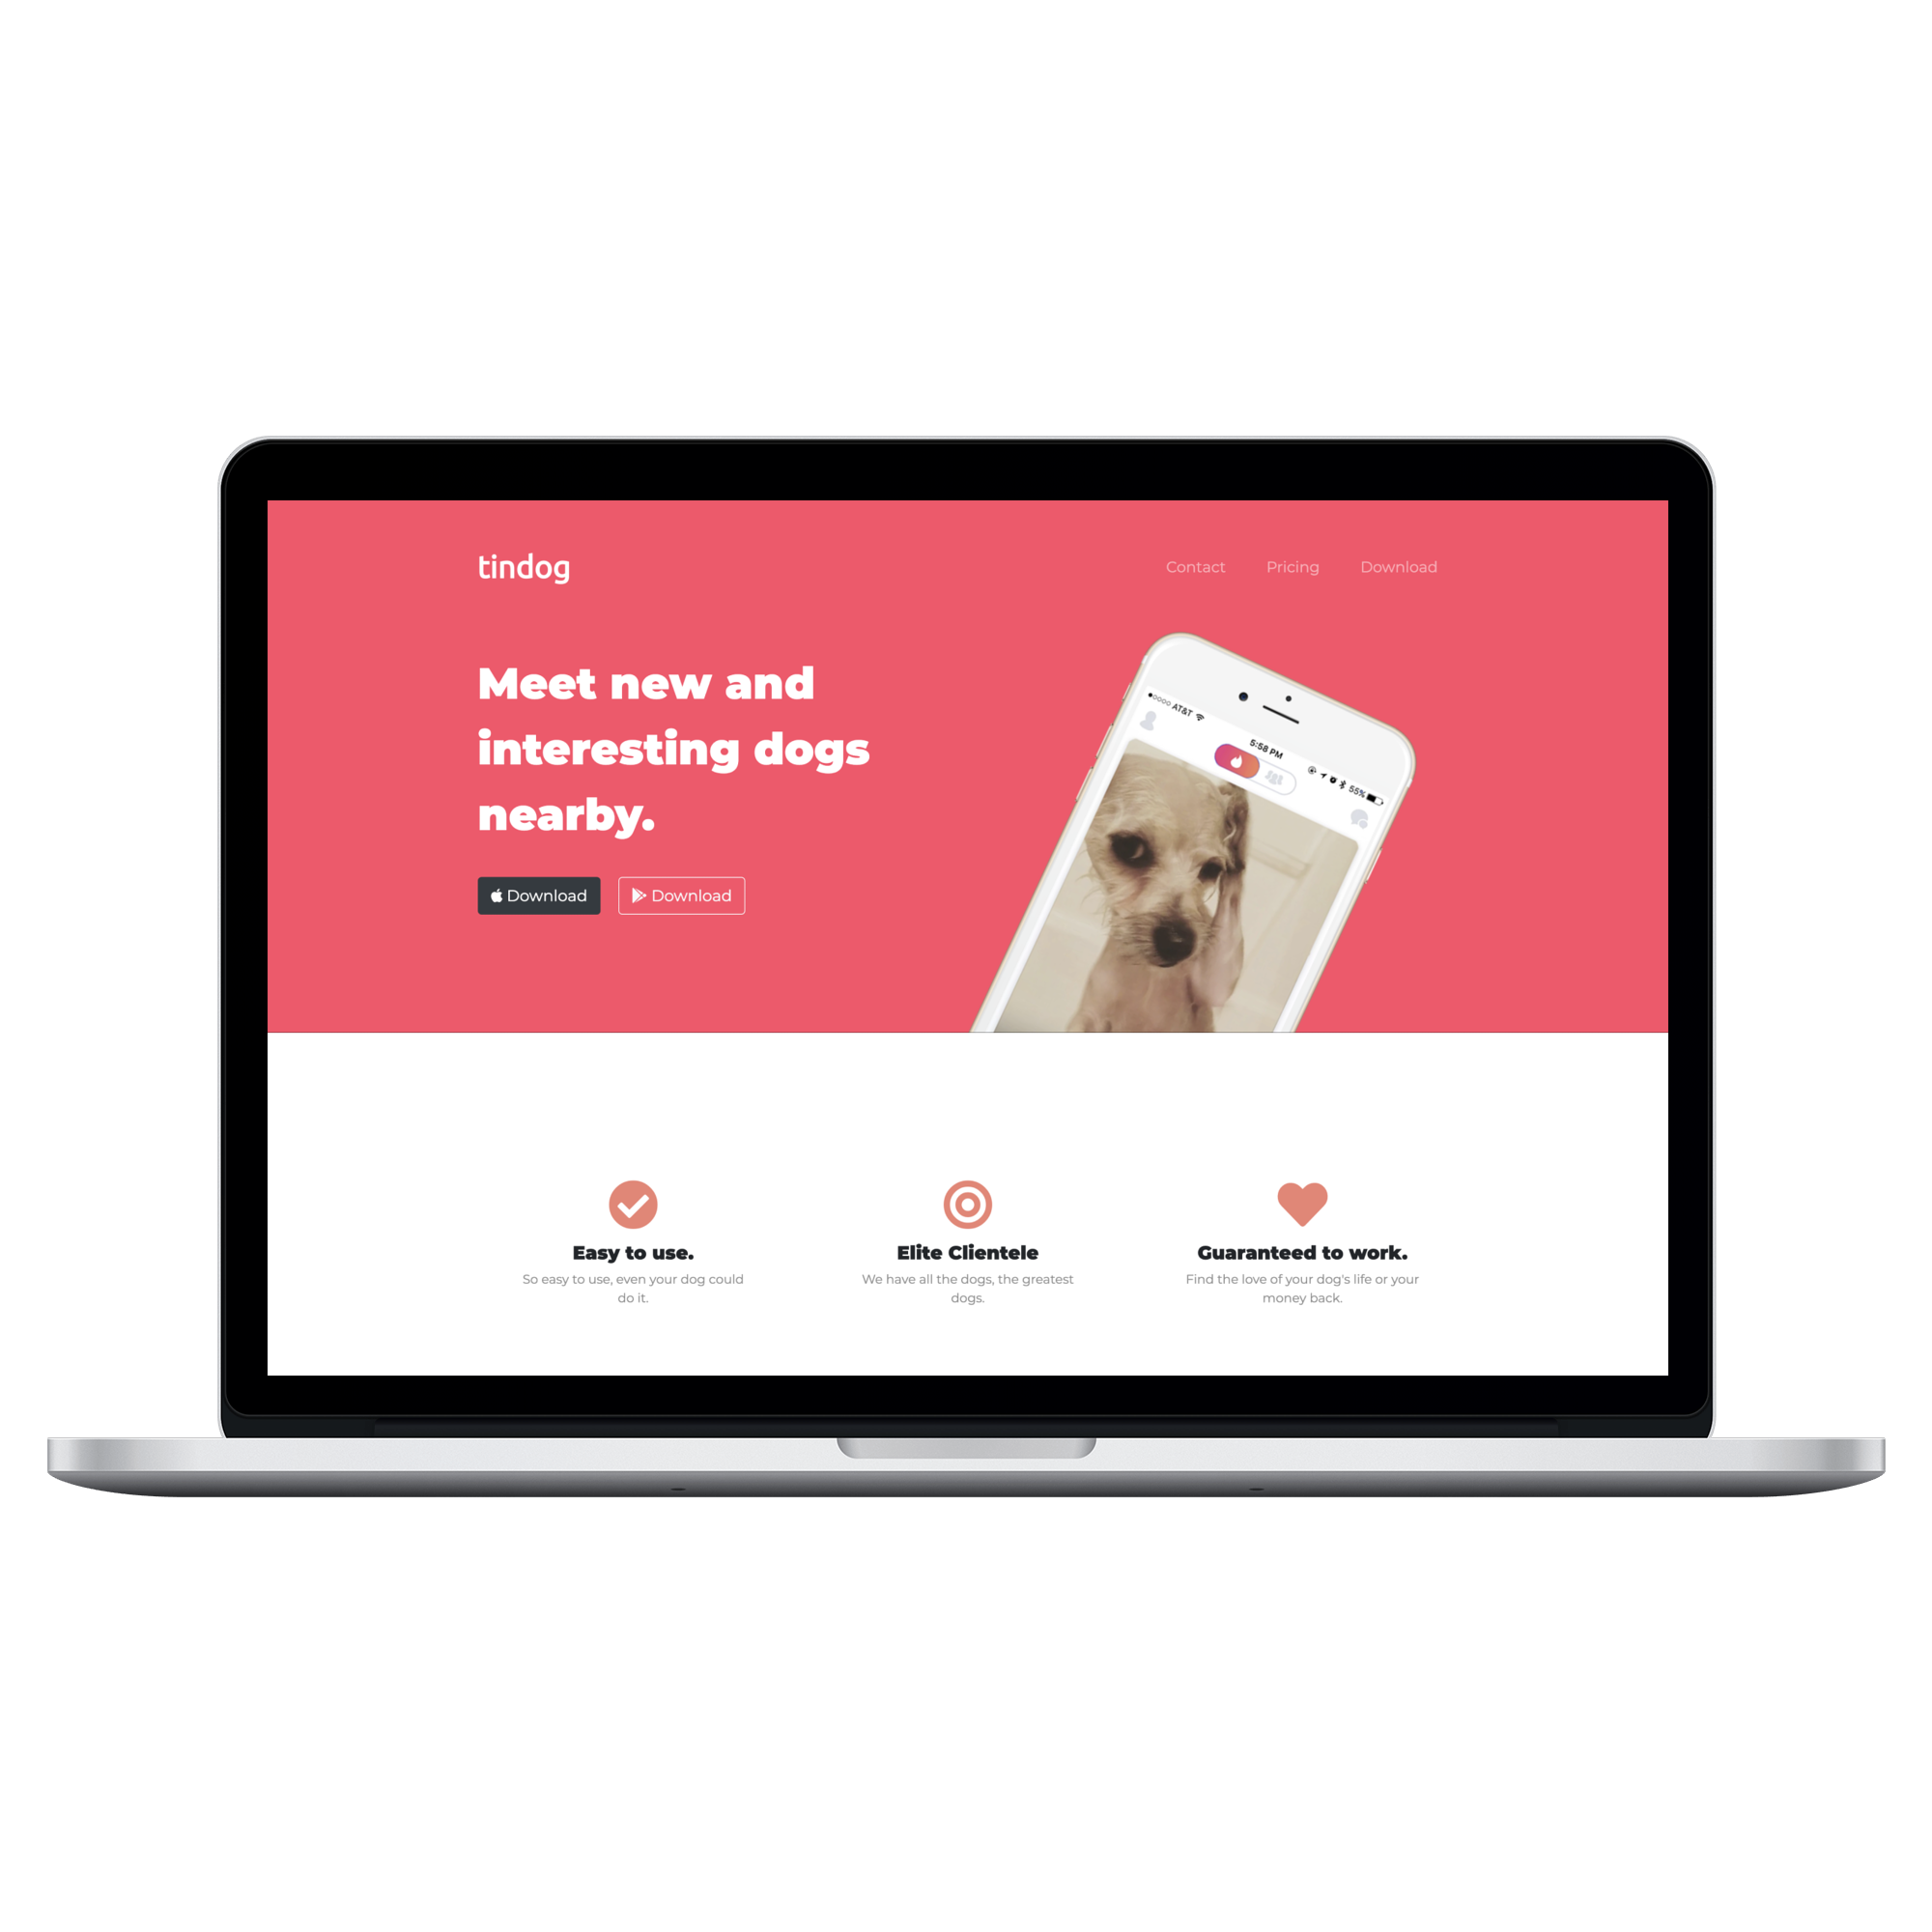 tindog
Contact Pricing Download
Meet new and
interesting dogs
nearby.
Download Download
AT&T 5:58 PM 55%
Easy to use.
So easy to use, even your dog could
do it.
Elite Clientele
We have all the dogs, the greatest
dogs.
Guaranteed to work.
Find the love of your dog's life or your
money back.